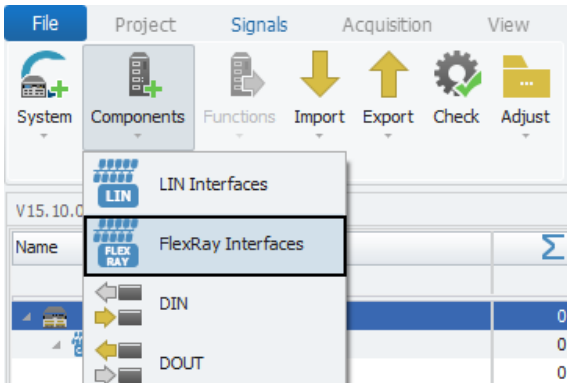 File Project Signals Acquisition View
System Components Functions Import Export Check Adjust
LIN
LIN Interfaces
V15.10.0
Name
FLEX
RAY
FlexRay Interfaces
Σ
DIN
0
0
DOUT
0